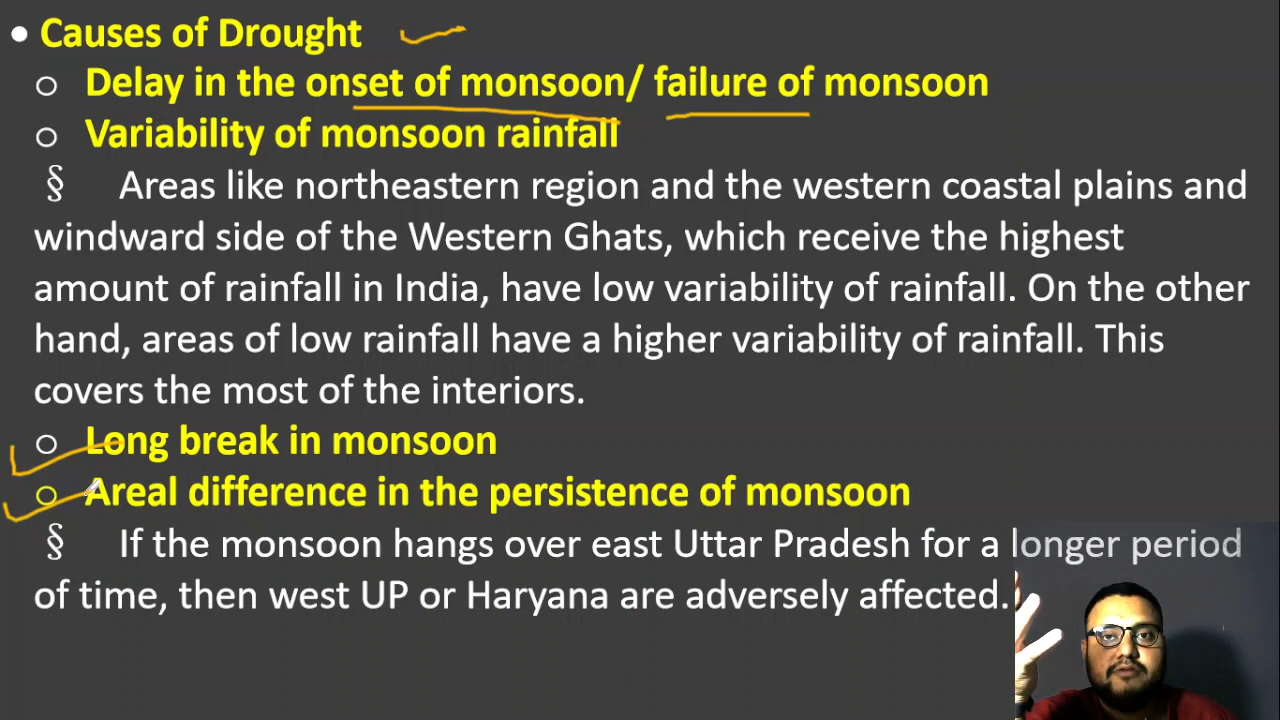 • Causes of Drought
o Delay in the onset of monsoon/ failure of monsoon
o Variability of monsoon rainfall
§ Areas like northeastern region and the western coastal plains and
windward side of the Western Ghats, which receive the highest
amount of rainfall in India, have low variability of rainfall. On the other
hand, areas of low rainfall have a higher variability of rainfall. This
covers the most of the interiors.
o Long break in monsoon
o Areal difference in the persistence of monsoon
§ If the monsoon hangs over east Uttar Pradesh for a longer period
of time, then west UP or Haryana are adversely affected.